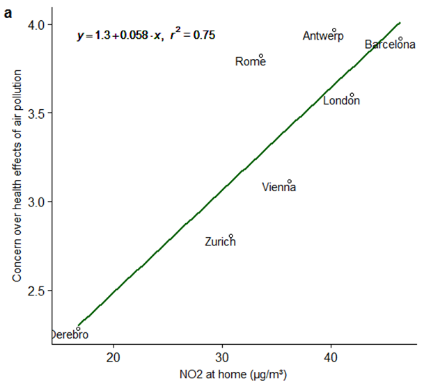 a
y = 1.3 + 0.058 · x, r² = 0.75
Concern over health effects of air pollution
4.0
3.5
3.0
2.5
Antwerp
Barcelona
Rome
London
Vienna
Zurich
Oerebro
20
30
40
NO2 at home (µg/m³)